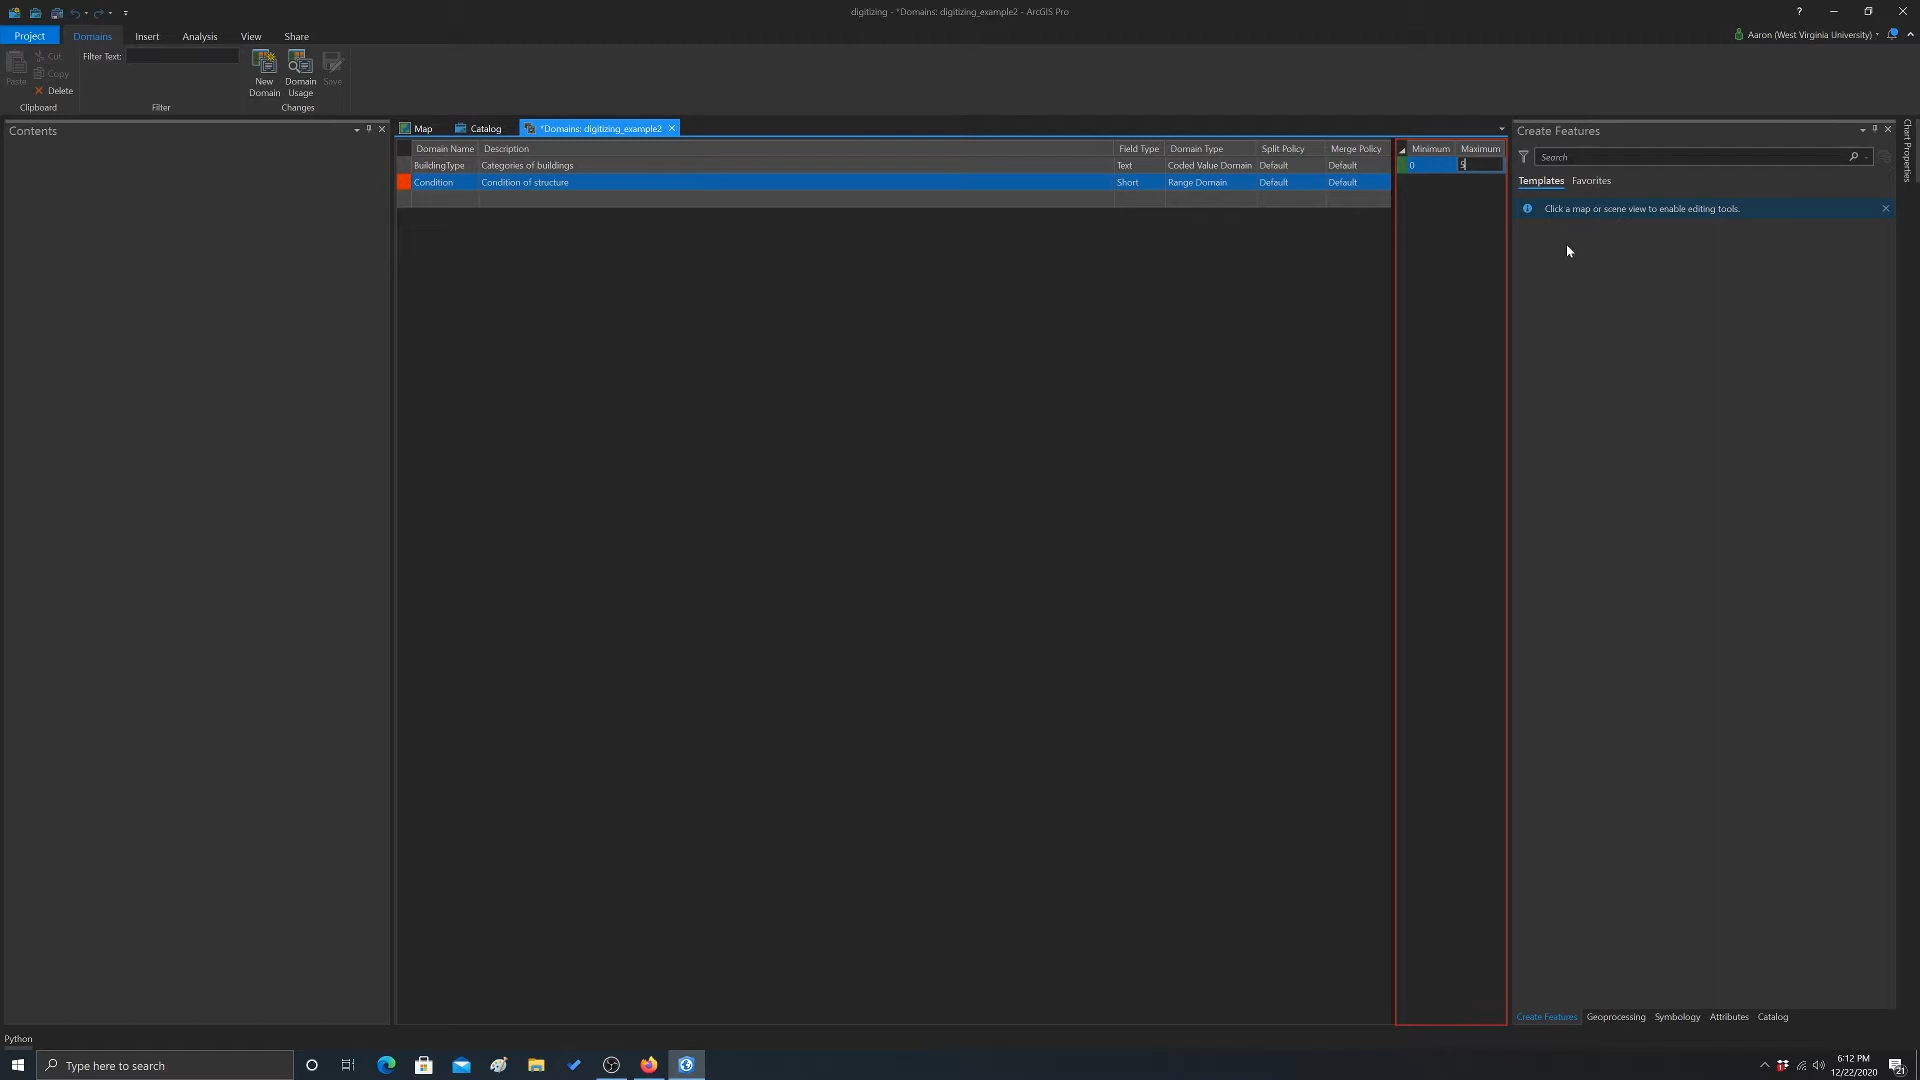 digitizing - *Domains: digitizing_example2 - ArcGIS Pro
?
Project Domains Insert Analysis View Share
Aaron (West Virginia University)
Paste
Cut
Copy
Delete
Clipboard
Filter Text:
Filter
New Domain
Domain Usage
Save
Changes
Contents
Map Catalog *Domains: digitizing_example2
Domain Name Description Field Type Domain Type Split Policy Merge Policy
BuildingType Categories of buildings Text Coded Value Domain Default Default
Condition Condition of structure Short Range Domain Default Default
Minimum Maximum
0 5
Create Features
Search
Templates Favorites
Click a map or scene view to enable editing tools.
Chart Properties
Create Features Geoprocessing Symbology Attributes Catalog
Python
Type here to search
6:12 PM
12/22/2020
21